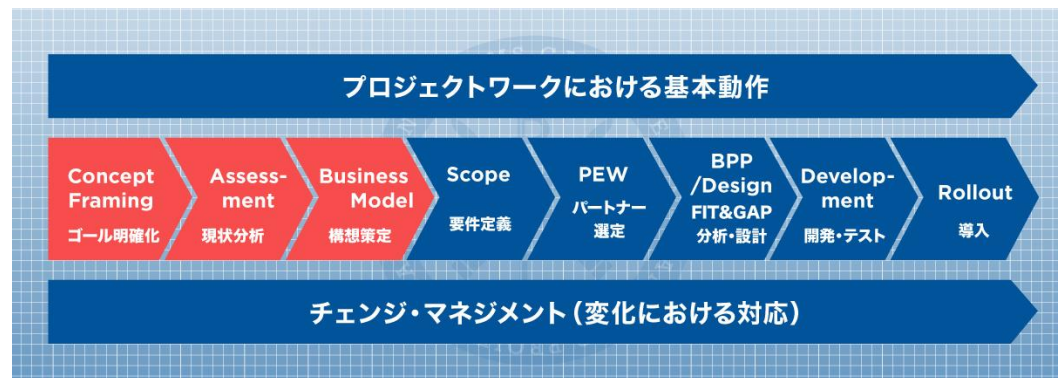 プロジェクトワークにおける基本動作
Concept
Framing
ゴール明確化
Assess-
ment
現状分析
Business
Model
構想策定
Scope
要件定義
PEW
パートナー
選定
BPP
/Design
FIT&GAP
分析・設計
Develop-
ment
開発・テスト
Rollout
導入
チェンジ・マネジメント(変化における対応)